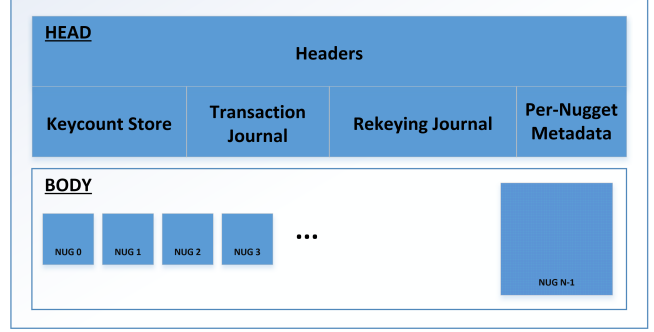 HEAD
Headers
Keycount Store
Transaction
Journal
Rekeying Journal
Per-Nugget
Metadata
BODY
NUG 0
NUG 1
NUG 2
NUG 3
...
NUG N-1